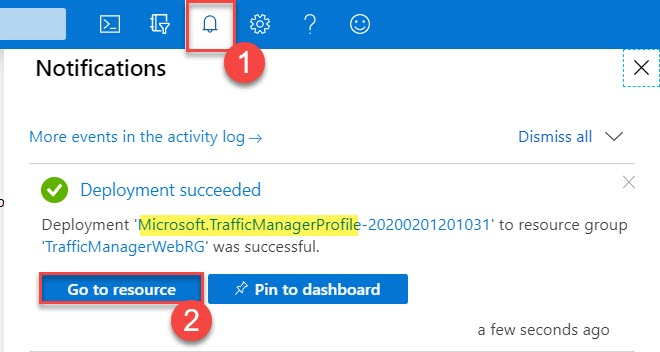 1
Notifications
More events in the activity log →
Dismiss all
Deployment succeeded
Deployment 'Microsoft.TrafficManagerProfile-20200201201031' to resource group
'TrafficManagerWebRG' was successful.
Go to resource
Pin to dashboard
2
a few seconds ago